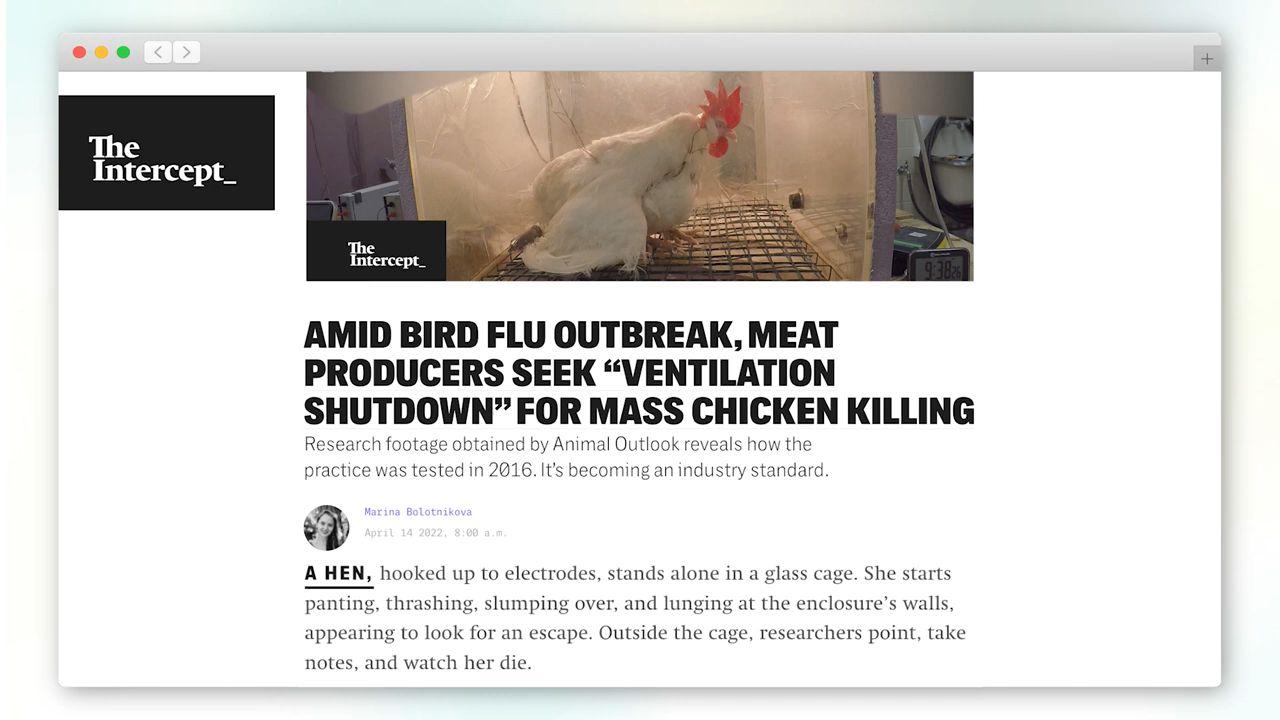 The
Intercept_
The
Intercept_
9:38 26
AMID BIRD FLU OUTBREAK, MEAT
PRODUCERS SEEK “VENTILATION
SHUTDOWN” FOR MASS CHICKEN KILLING
Research footage obtained by Animal Outlook reveals how the
practice was tested in 2016. It’s becoming an industry standard.
Marina Bolotnikova
April 14 2022, 8:00 a.m.
A HEN, hooked up to electrodes, stands alone in a glass cage. She starts
panting, thrashing, slumping over, and lunging at the enclosure’s walls,
appearing to look for an escape. Outside the cage, researchers point, take
notes, and watch her die.